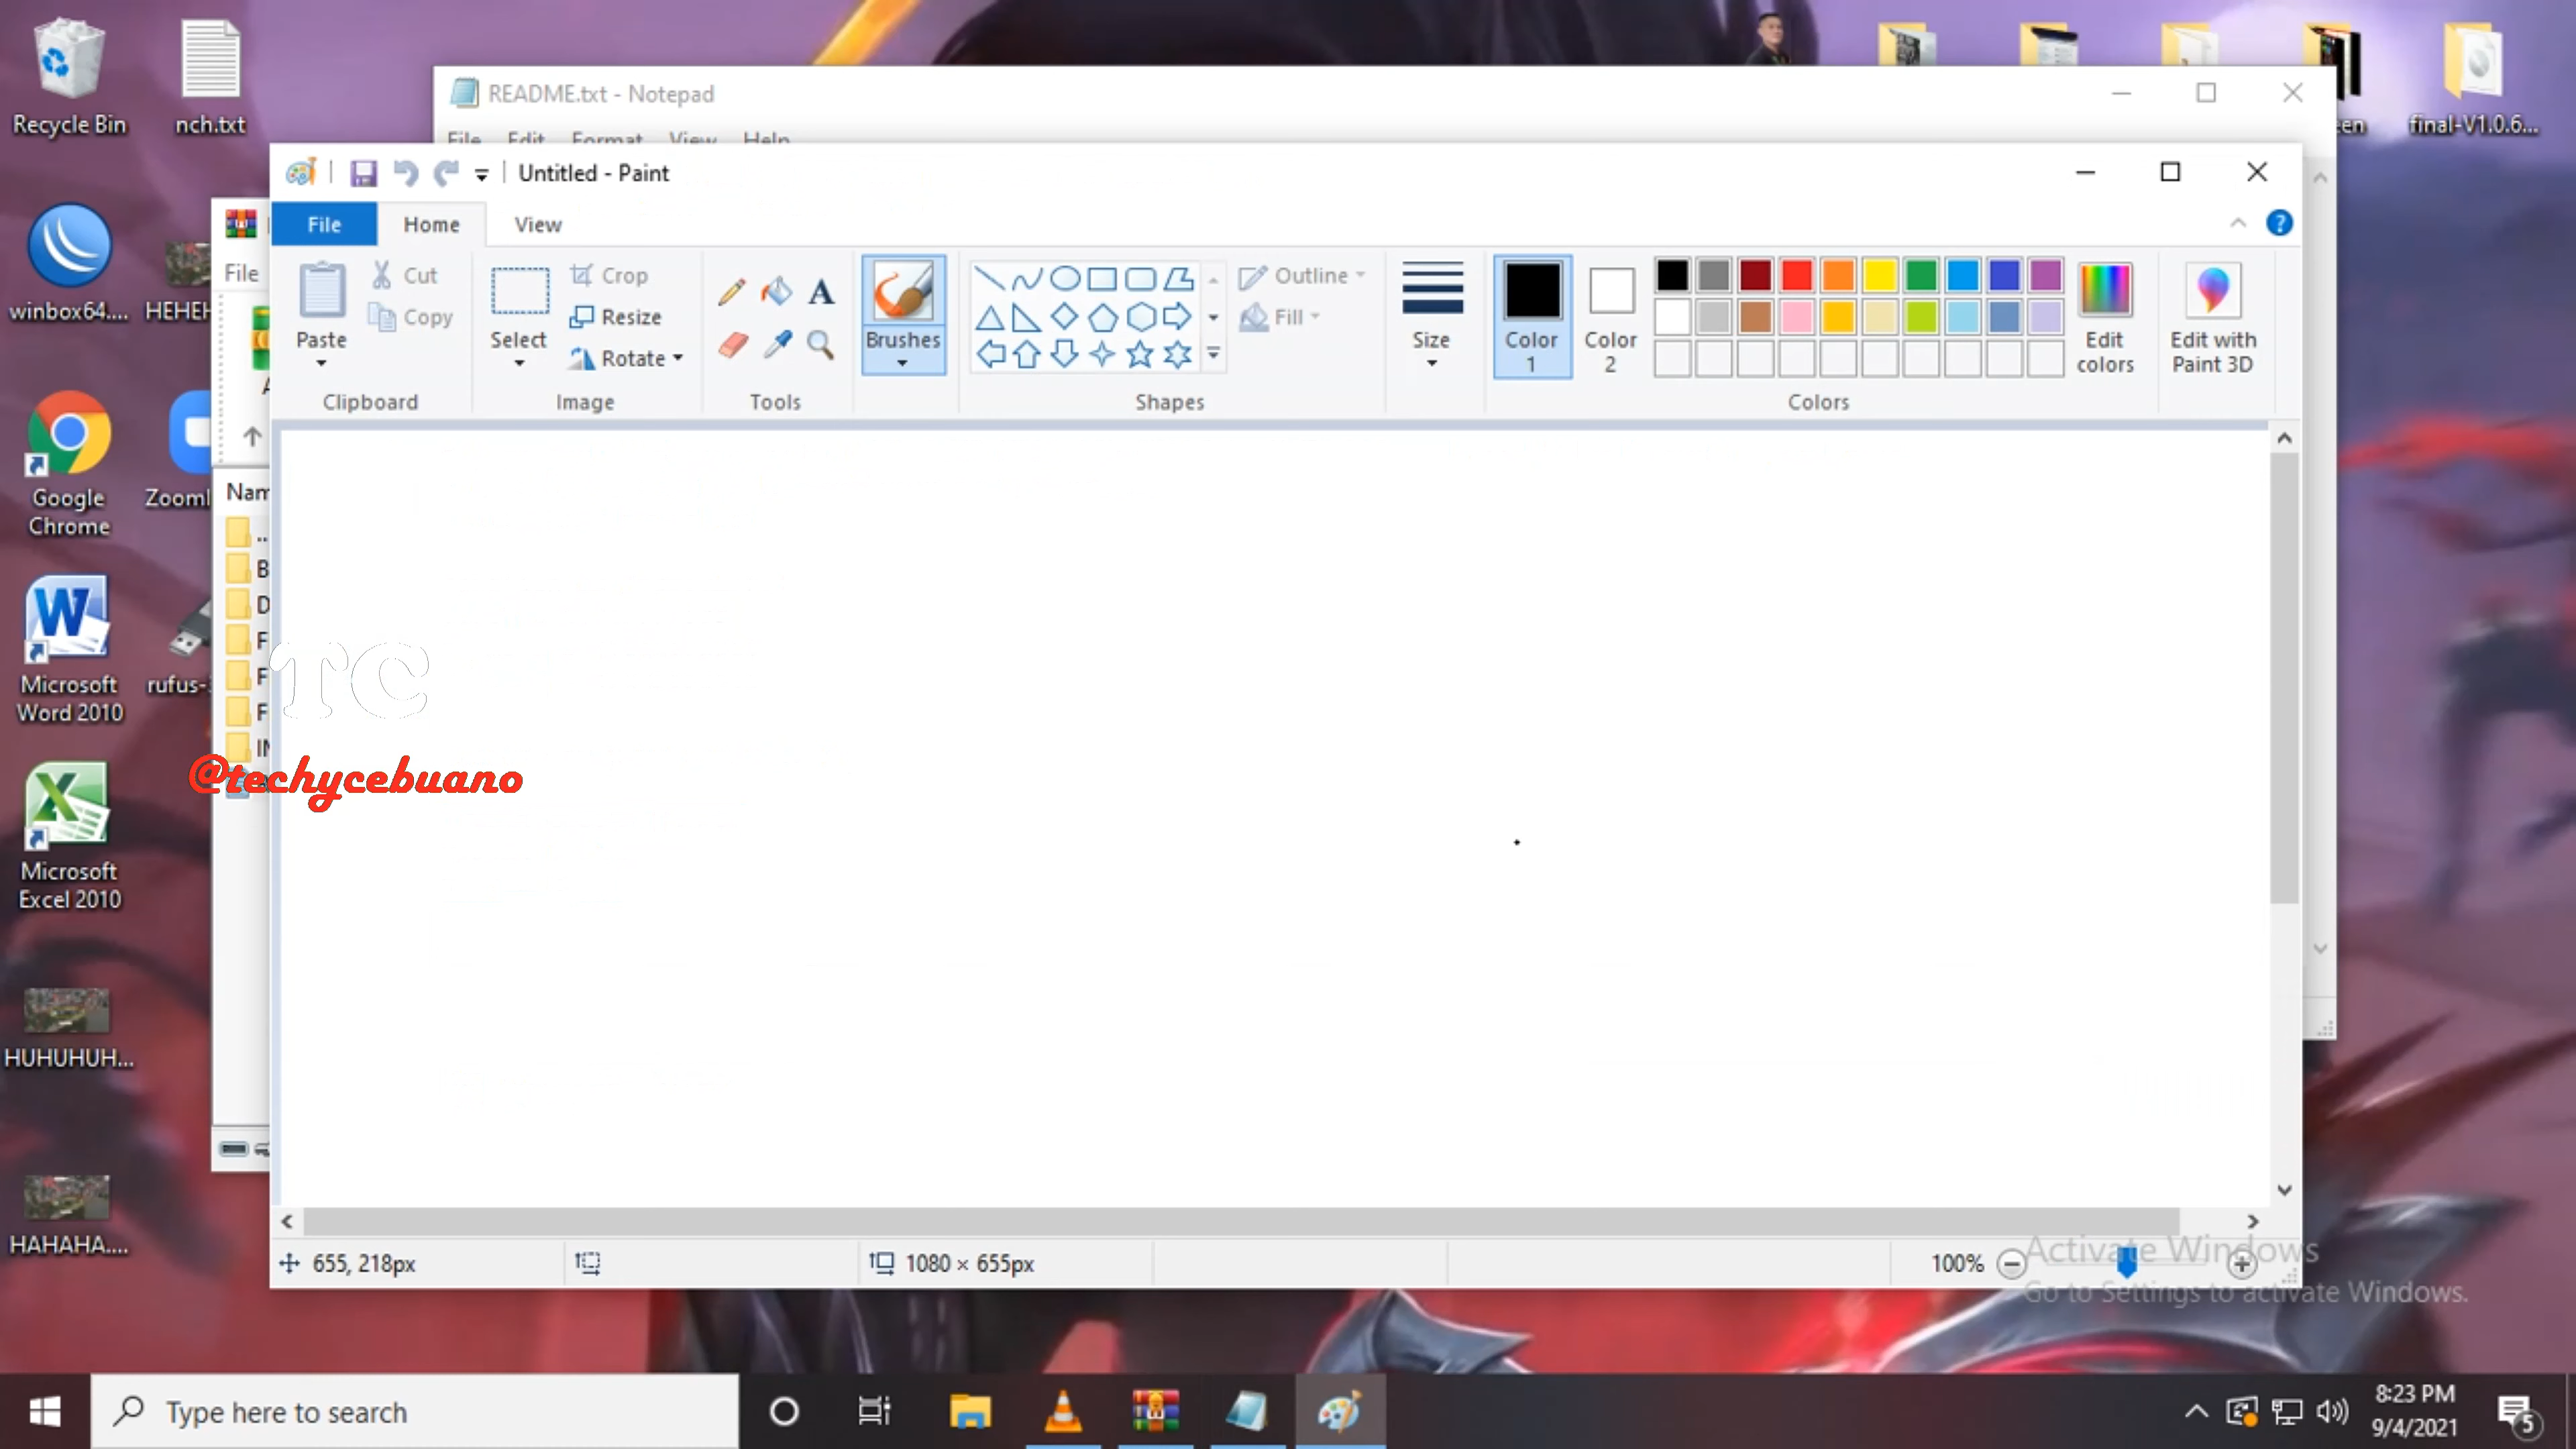 Recycle Bin
nch.txt
README.txt - Notepad
File Edit Format View Help
final-V1.0.6...
Untitled - Paint
File Home View
winbox64....
File
Paste
Cut
Copy
Clipboard
Select
Crop
Resize
Rotate
Image
A
Tools
Brushes
Shapes
Outline
Fill
Size
Color
1
Color
2
Edit
colors
Colors
Edit with
Paint 3D
Google
Chrome
Microsoft
Word 2010
TC
@techycebuano
Microsoft
Excel 2010
HUHUHUH...
HAHAHA....
655, 218px
1080 × 655px
100%
Activate Windows
Go to Settings to activate Windows.
Type here to search
8:23 PM
9/4/2021
5